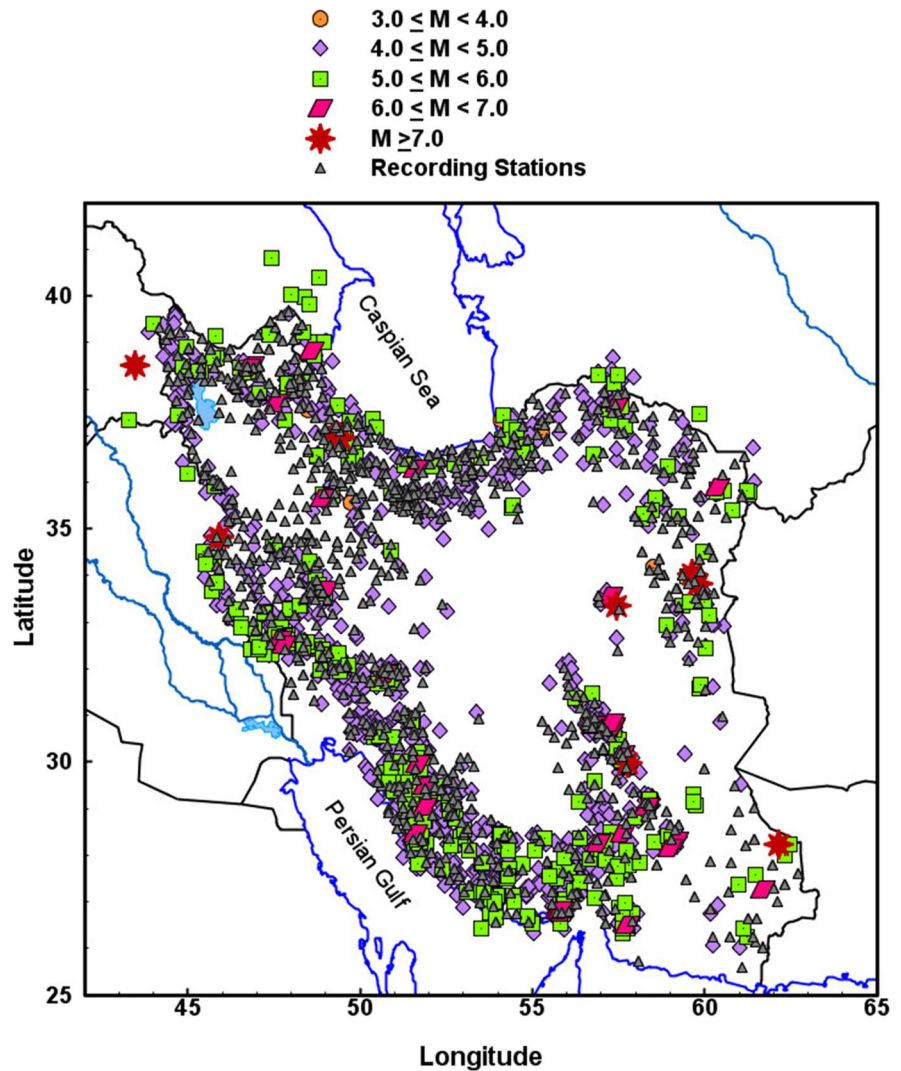 3.0 ≤ M < 4.0
4.0 ≤ M < 5.0
5.0 ≤ M < 6.0
6.0 ≤ M < 7.0
M ≥7.0
Recording Stations
40
35
30
25
45
50
55
60
65
Latitude
Longitude
Caspian Sea
Persian Gulf